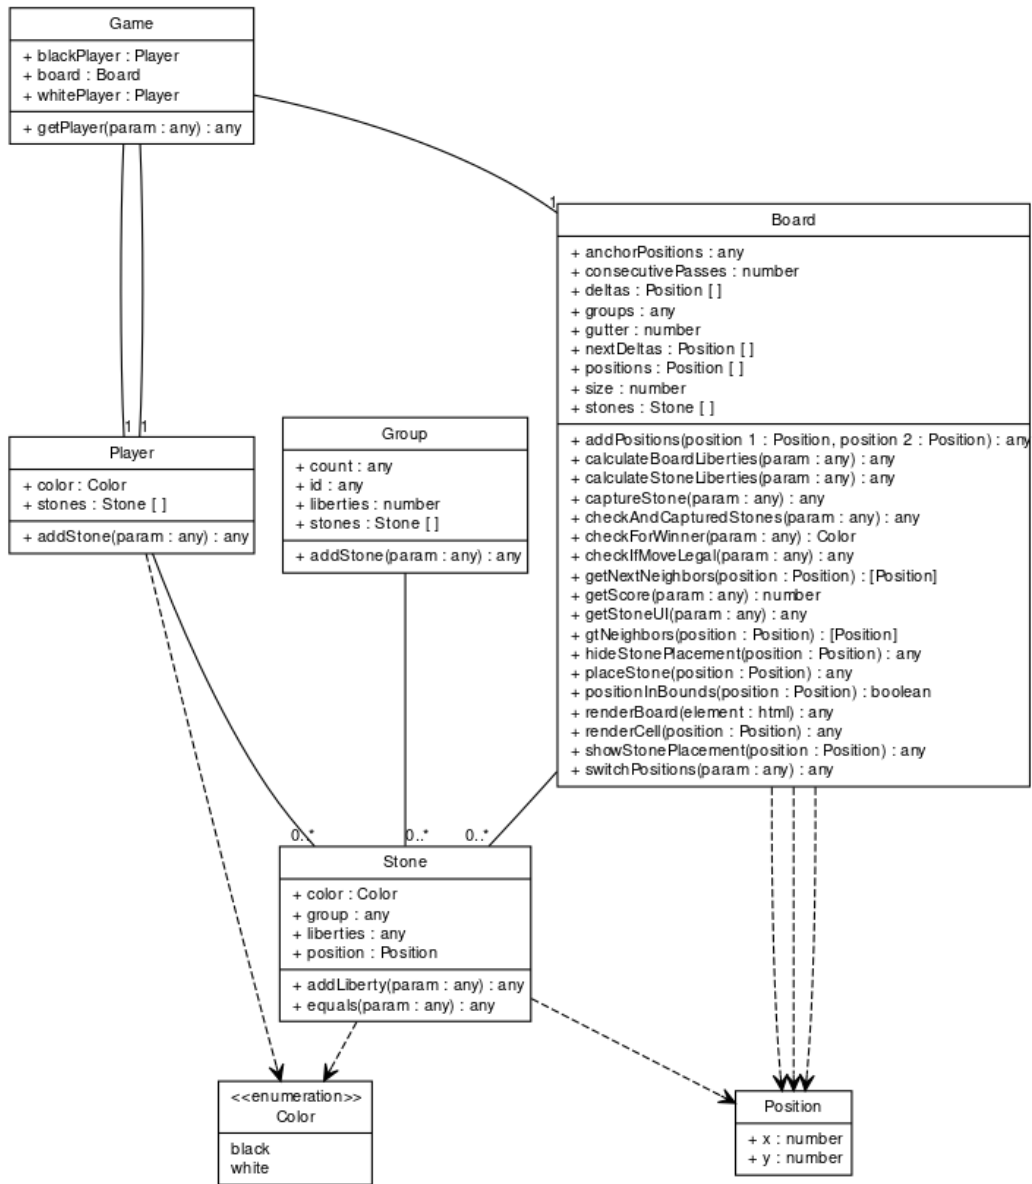 Game
+ blackPlayer : Player
+ board : Board
+ whitePlayer : Player
+ getPlayer(param : any) : any
1
Board
+ anchorPositions : any
+ consecutivePasses : number
+ deltas : Position [ ]
+ groups : any
+ gutter : number
+ nextDeltas : Position [ ]
+ positions : Position [ ]
+ size : number
+ stones : Stone [ ]
+ addPositions(position 1 : Position, position 2 : Position) : any
+ calculateBoardLiberties(param : any) : any
+ calculateStoneLiberties(param : any) : any
+ captureStone(param : any) : any
+ checkAndCapturedStones(param : any) : any
+ checkForWinner(param : any) : Color
+ checkIfMoveLegal(param : any) : any
+ getNextNeighbors(position : Position) : [Position]
+ getScore(param : any) : number
+ getStoneUI(param : any) : any
+ gtNeighbors(position : Position) : [Position]
+ hideStonePlacement(position : Position) : any
+ placeStone(position : Position) : any
+ positionInBounds(position : Position) : boolean
+ renderBoard(element : html) : any
+ renderCell(position : Position) : any
+ showStonePlacement(position : Position) : any
+ switchPositions(param : any) : any
1 1
Player
+ color : Color
+ stones : Stone [ ]
+ addStone(param : any) : any
Group
+ count : any
+ id : any
+ liberties : number
+ stones : Stone [ ]
+ addStone(param : any) : any
0..* 0..* 0..*
Stone
+ color : Color
+ group : any
+ liberties : any
+ position : Position
+ addLiberty(param : any) : any
+ equals(param : any) : any
<<enumeration>>
Color
black
white
Position
+ x : number
+ y : number